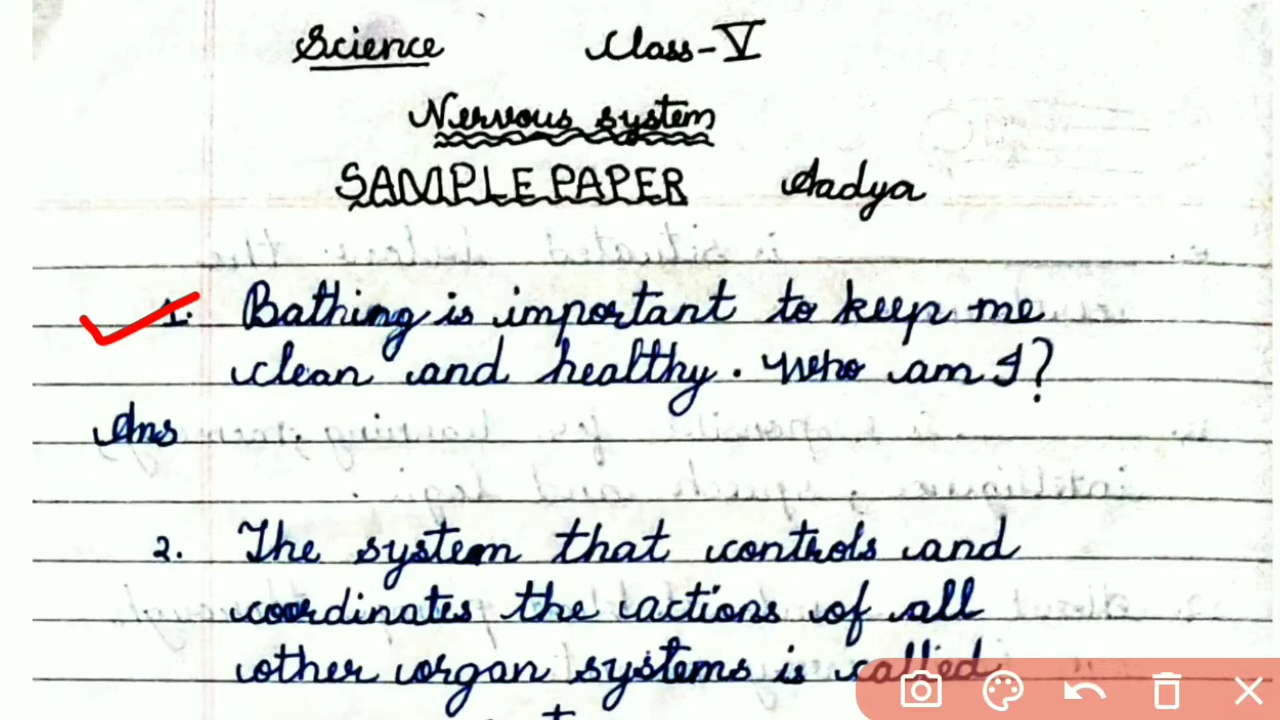 Science Class-V
Nervous system
SAMPLE PAPER Aadya
1. Bathing is important to keep me
clean and healthy. Who am I?
Ans
2. The system that controls and
coordinates the actions of all
other organ systems is called